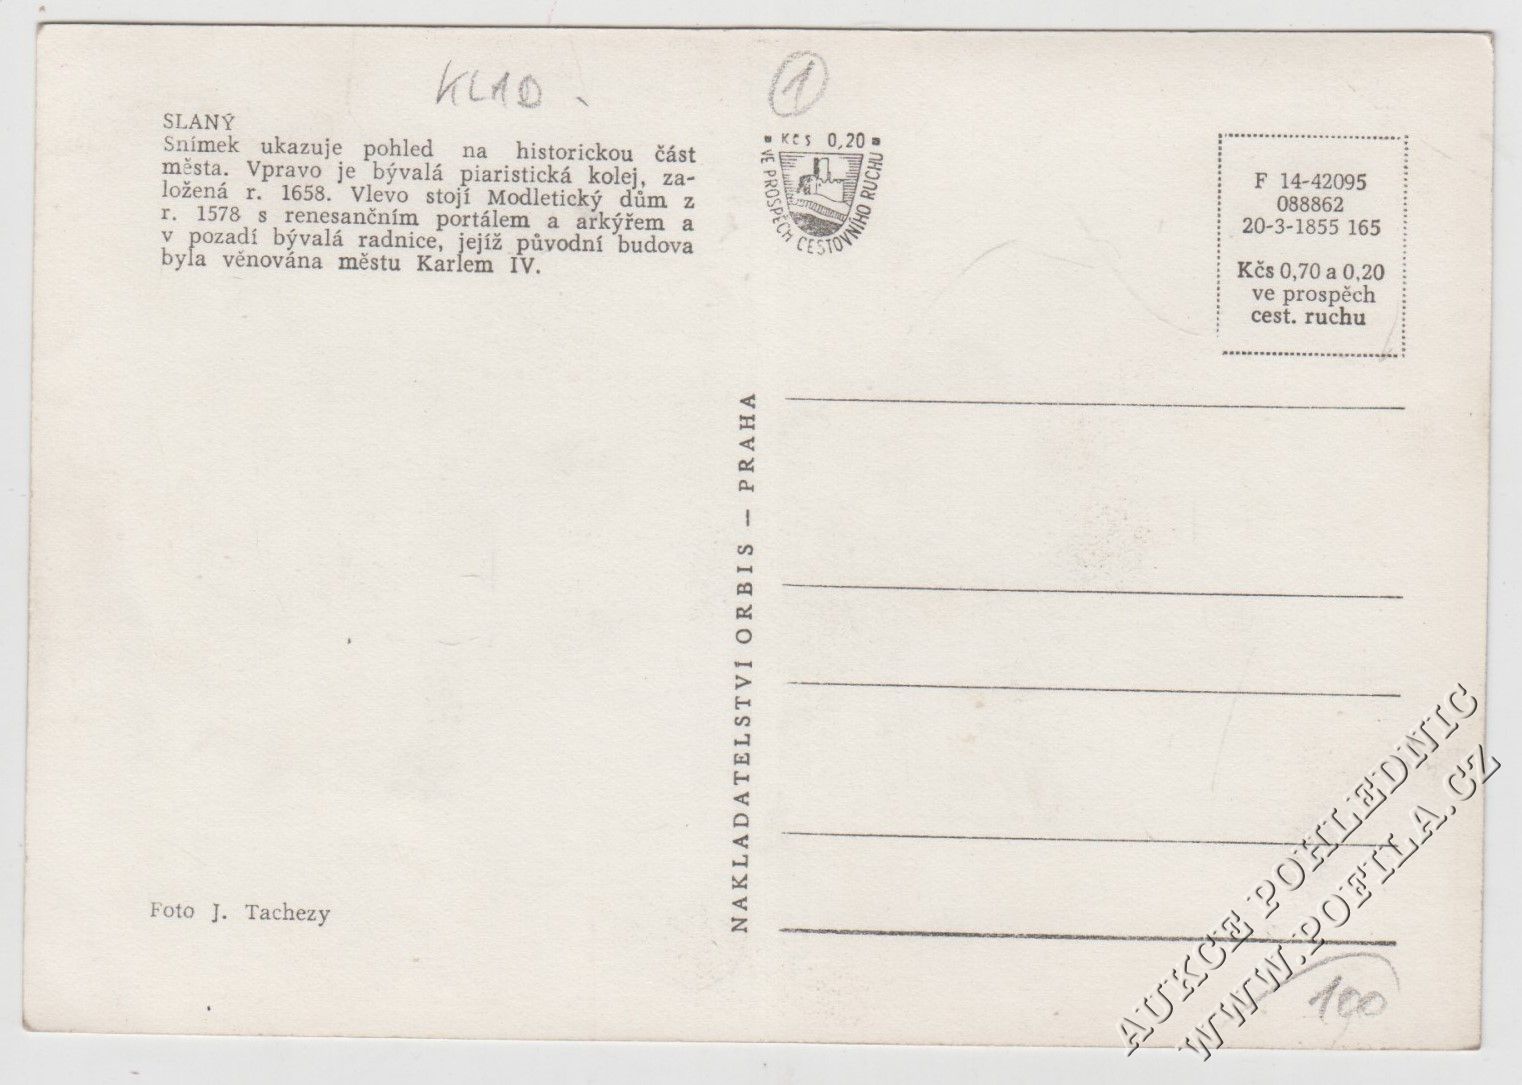 KLAD.
1
SLANÝ
Snímek ukazuje pohled na historickou část
města. Vpravo je bývalá piaristická kolej, za-
ložená r. 1658. Vlevo stojí Modletický dům z
r. 1578 s renesančním portálem a arkýřem a
v pozadí bývalá radnice, jejíž původní budova
byla věnována městu Karlem IV.
Kčs 0,20
VE PROSPĚCH CESTOVNÍHO RUCHU
F 14-42095
088862
20-3-1855 165
Kčs 0,70 a 0,20
ve prospěch
cest. ruchu
NAKLADATELSTVI ORBIS — PRAHA
Foto J. Tachezy
100
AUKCE POHLEDNIC
WWW.POFILA.CZ